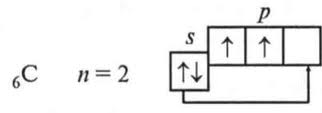 p
s
↑ ↑
₆C n = 2 ↑↓